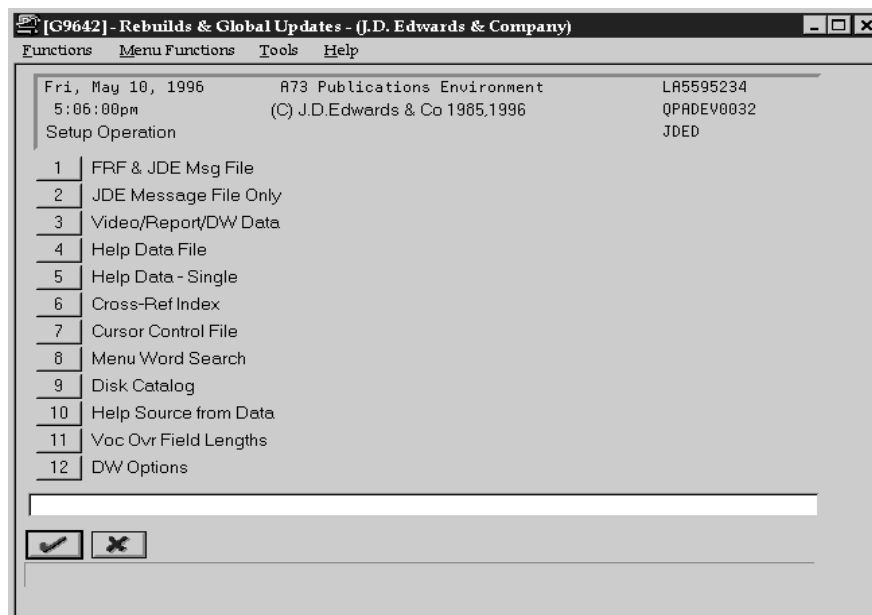 [G9642] - Rebuilds & Global Updates - (J.D. Edwards & Company)
Functions Menu Functions Tools Help
Fri, May 10, 1996 A73 Publications Environment LA5595234
5:06:00pm (C) J.D.Edwards & Co 1985,1996 QPADEV0032
Setup Operation JDED
1 FRF & JDE Msg File
2 JDE Message File Only
3 Video/Report/DW Data
4 Help Data File
5 Help Data - Single
6 Cross-Ref Index
7 Cursor Control File
8 Menu Word Search
9 Disk Catalog
10 Help Source from Data
11 Voc Ovr Field Lengths
12 DW Options